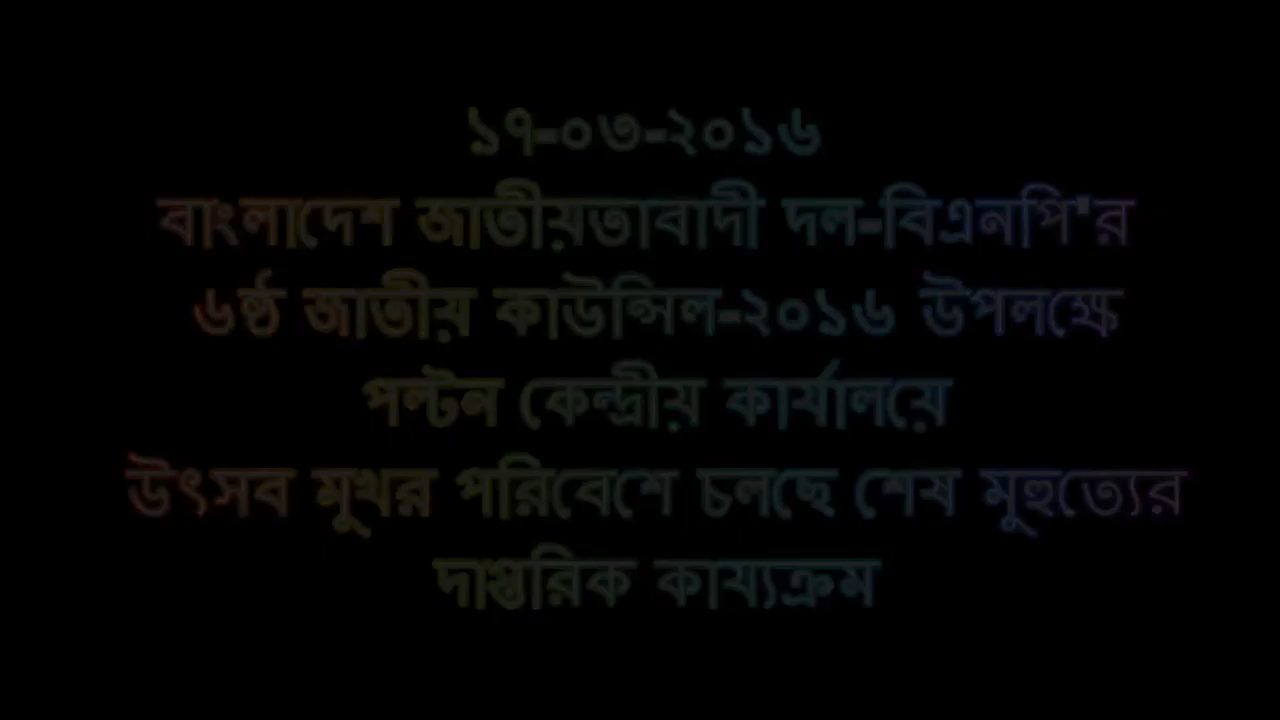 ১৭-০৩-২০১৬
বাংলাদেশ জাতীয়তাবাদী দল-বিএনপি'র
৬ষ্ঠ জাতীয় কাউন্সিল-২০১৬ উপলক্ষে
পল্টন কেন্দ্রীয় কার্যালয়ে
উৎসব মুখর পরিবেশে চলছে শেষ মুহুত্যের
দাপ্তরিক কায্যক্রম